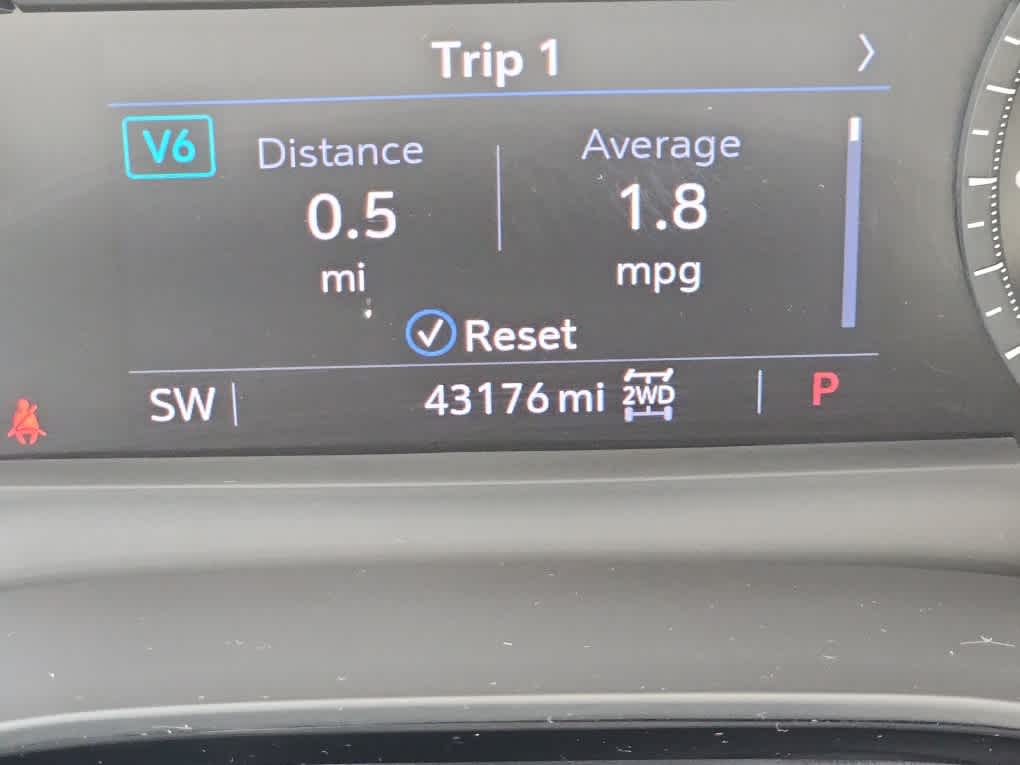 Trip 1
V6 Distance Average
0.5 1.8
mi mpg
Reset
SW 43176 mi 2WD P